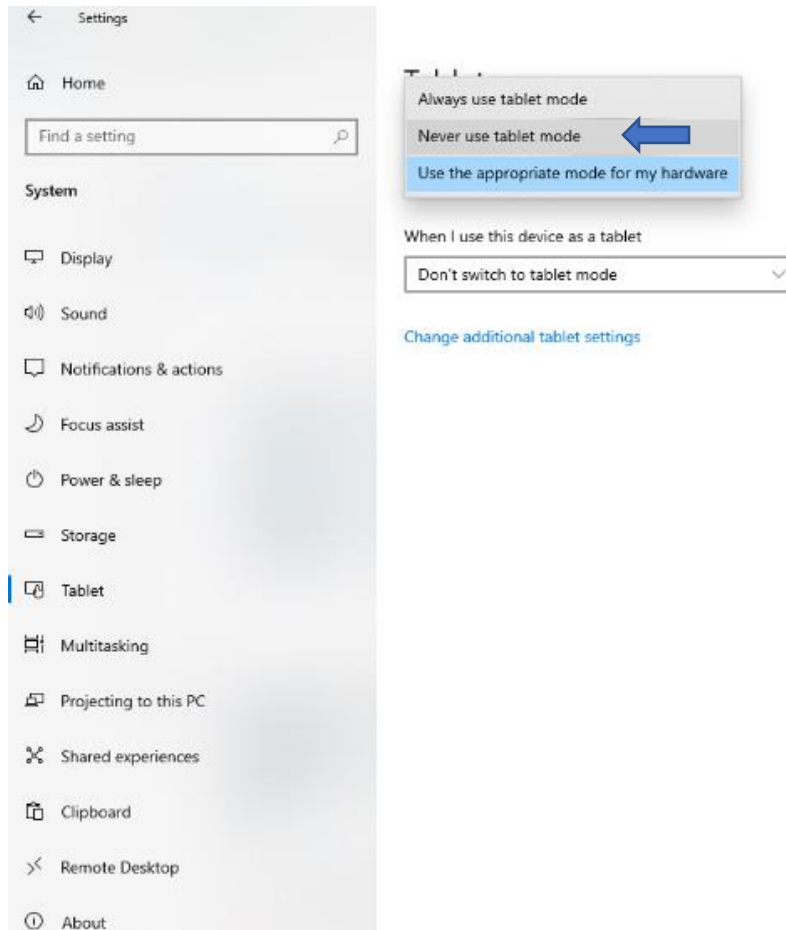 Settings
Home
Find a setting
System
Display
Sound
Notifications & actions
Focus assist
Power & sleep
Storage
Tablet
Multitasking
Projecting to this PC
Shared experiences
Clipboard
Remote Desktop
About
Always use tablet mode
Never use tablet mode
Use the appropriate mode for my hardware
When I use this device as a tablet
Don't switch to tablet mode
Change additional tablet settings